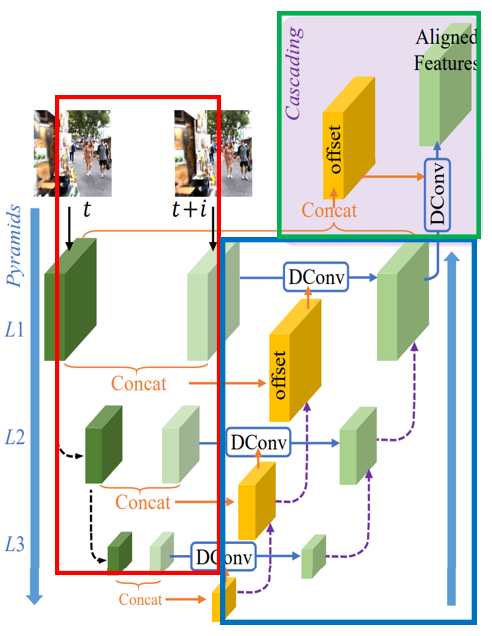 Cascading
Aligned
Features
offset
Concat
DConv
t
t+i
Pyramids
DConv
L1
offset
Concat
L2
DConv
Concat
L3
DConv
Concat